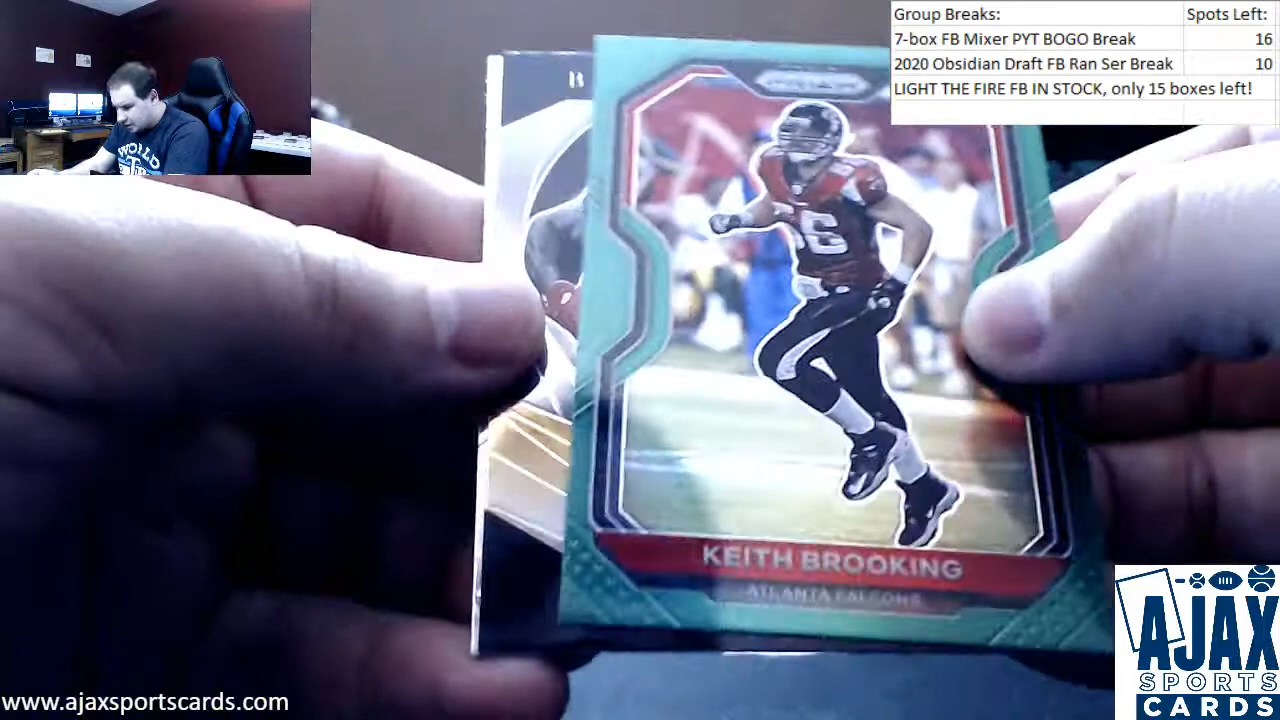 Group Breaks: Spots Left:
7-box FB Mixer PYT BOGO Break 16
2020 Obsidian Draft FB Ran Ser Break 10
LIGHT THE FIRE FB IN STOCK, only 15 boxes left!
PRIZM
56
KEITH BROOKING
ATLANTA FALCONS
WORLD
AJAX
SPORTS
CARDS
www.ajaxsportscards.com